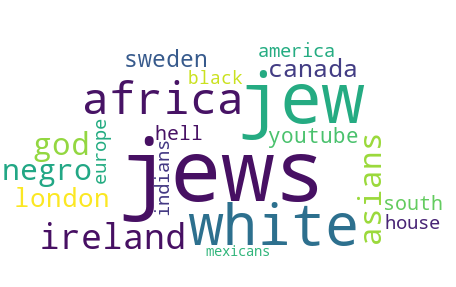 america
sweden
canada
black
africa
jew
hell
youtube
god
europe
negro
indians
jews
asians
london
white
south
ireland
house
mexicans